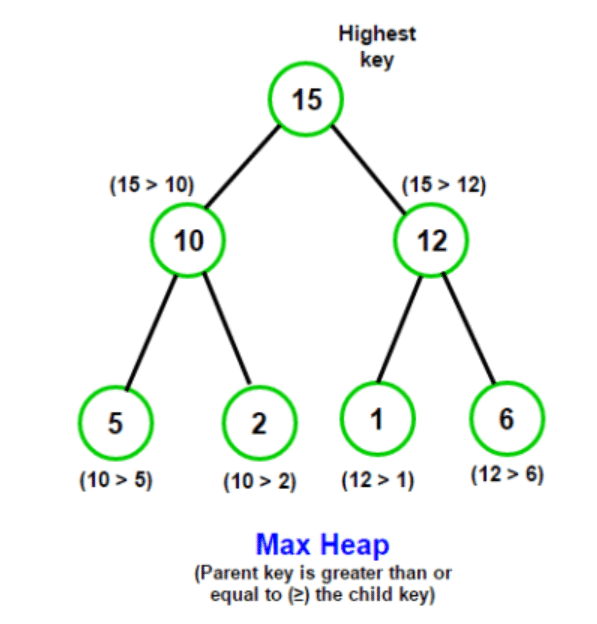 Highest
key
15
(15 > 10)
(15 > 12)
10
12
5
2
1
6
(10 > 5)
(10 > 2)
(12 > 1)
(12 > 6)
Max Heap
(Parent key is greater than or
equal to (≥) the child key)